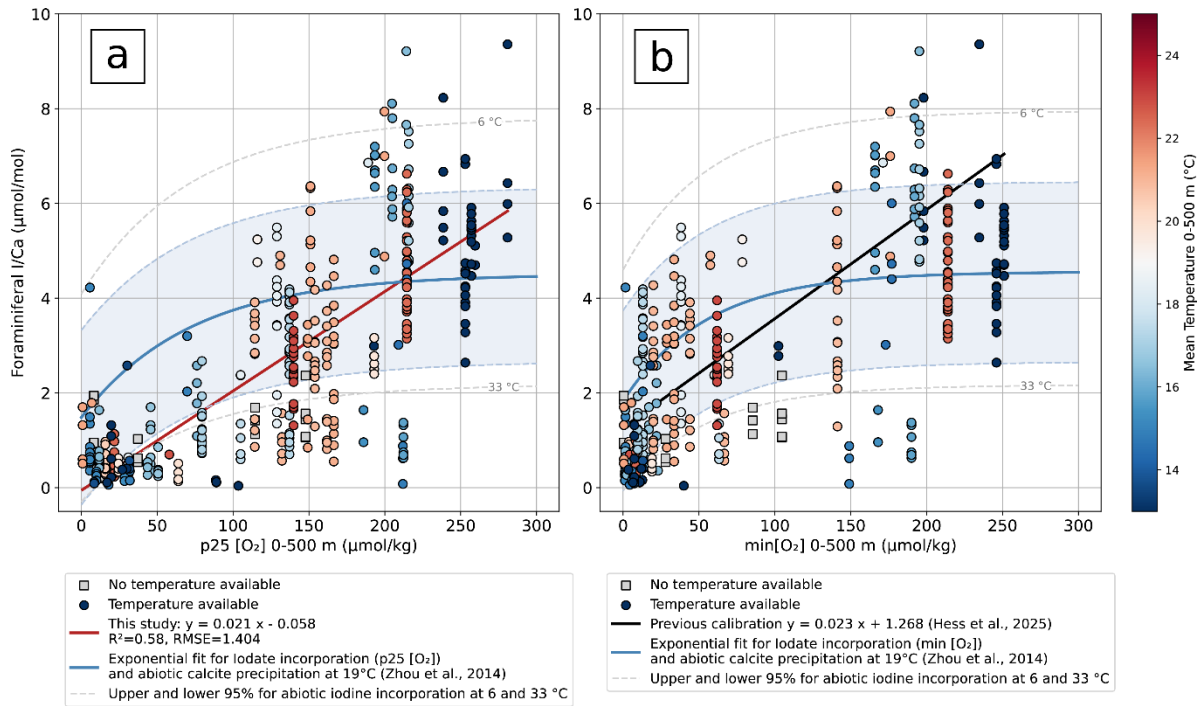 a
b
10
8
6
4
2
0
Foraminiferal I/Ca (μmol/mol)
6 °C
33 °C
0
50
100
150
200
250
300
p25 [O₂] 0-500 m (μmol/kg)
10
8
6
4
2
0
6 °C
33 °C
0
50
100
150
200
250
300
min[O₂] 0-500 m (μmol/kg)
24
22
20
18
16
14
Mean Temperature 0-500 m (°C)
No temperature available
Temperature available
This study: y = 0.021 x - 0.058
R²=0.58, RMSE=1.404
Exponential fit for Iodate incorporation (p25 [O₂])
and abiotic calcite precipitation at 19°C (Zhou et al., 2014)
Upper and lower 95% for abiotic iodine incorporation at 6 and 33 °C
No temperature available
Temperature available
Previous calibration y = 0.023 x + 1.268 (Hess et al., 2025)
Exponential fit for Iodate incorporation (min [O₂])
and abiotic calcite precipitation at 19°C (Zhou et al., 2014)
Upper and lower 95% for abiotic iodine incorporation at 6 and 33 °C